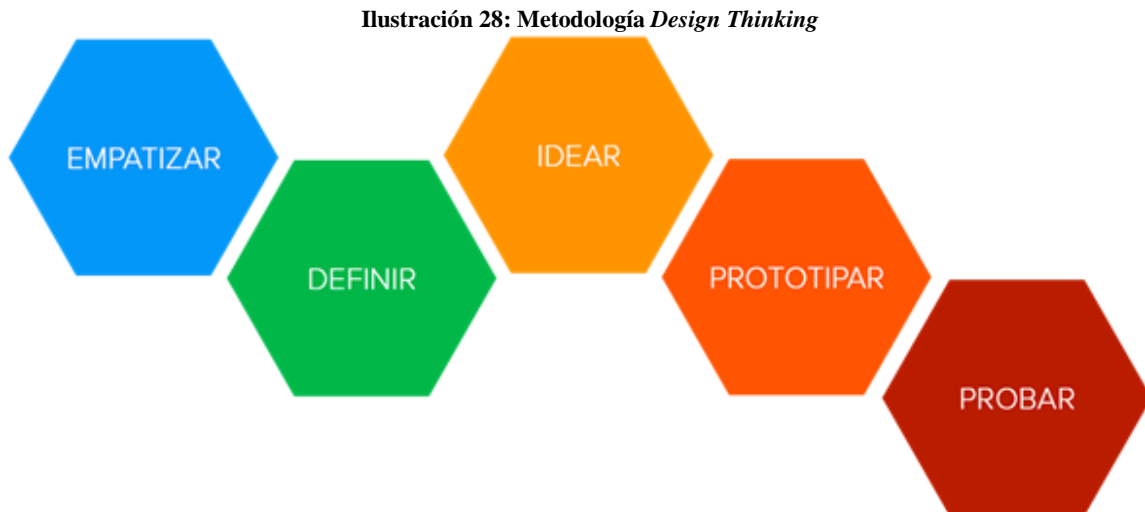 Ilustración 28: Metodología Design Thinking
EMPATIZAR
DEFINIR
IDEAR
PROTOTIPAR
PROBAR